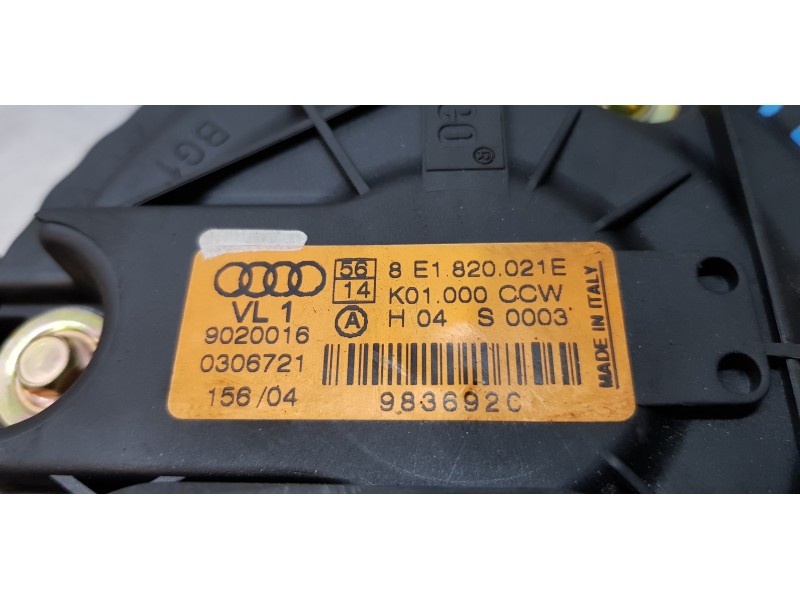 BG1
®
56
14
8 E1.820.021E
K01.000 CCW
VL 1
A
H 04 S 0003
9020016
0306721
156/04
983692C
MADE IN ITALY